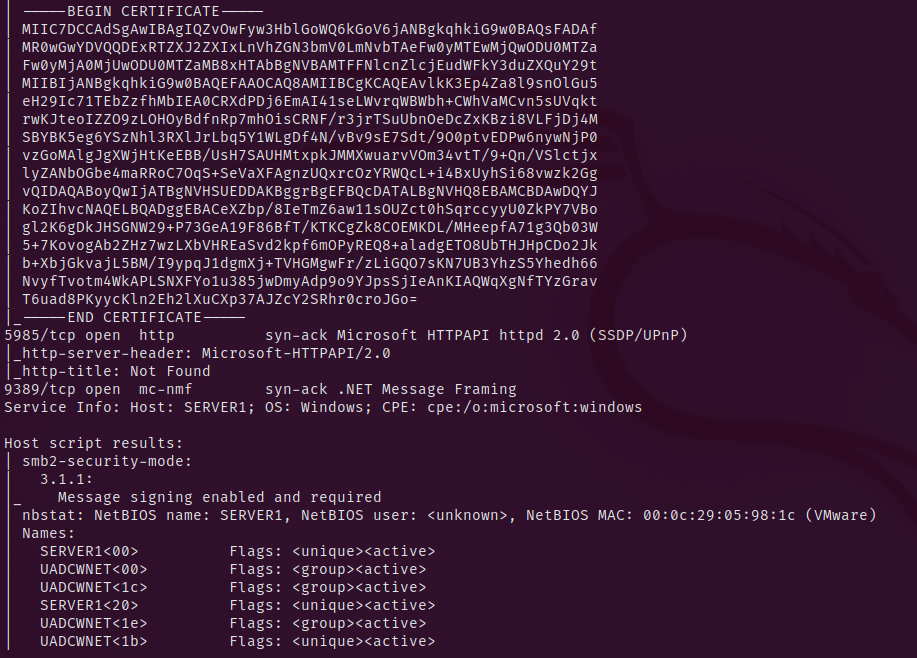 | -----BEGIN CERTIFICATE-----
| MIIC7DCCAdSgAwIBAgIQZvOwFyw3HblGoWQ6kGoV6jANBgkqhkiG9w0BAQsFADAf
| MR0wGwYDVQQDExRTZXJ2ZXIxLnVhZGN3bmV0LmNvbTAeFw0yMTEwMjQwODU0MTZa
| Fw0yMjA0MjUwODU0MTZaMB8xHTAbBgNVBAMTFFNlcnZlcjEudWFkY3duZXQuY29t
| MIIBIjANBgkqhkiG9w0BAQEFAAOCAQ8AMIIBCgKCAQEAvlkK3Ep4Za8l9snOlGu5
| eH29Ic71TEbZzfhMbIEA0CRXdPDj6EmAI41seLWvrqWBWbh+CWhVaMCvn5sUVqkt
| rwKJteoIZZO9zLOHOyBdfnRp7mhOisCRNF/r3jrTSuUbnOeDcZxKBzi8VLFjDj4M
| SBYBK5eg6YSzNhl3RXlJrLbq5Y1WLgDf4N/vBv9sE7Sdt/9O0ptvEDPw6nywNjP0
| vzGoMAlgJgXWjHtKeEBB/UsH7SAUHMtxpkJMMXwuarvVOm34vtT/9+Qn/VSlctjx
| lyZANbOGbe4maRRoC7OqS+SeVaXFAgnzUQxrcOzYRWQcL+i4BxUyhSi68vwzk2Gg
| vQIDAQABoyQwIjATBgNVHSUEDDAKBggrBgEFBQcDATALBgNVHQ8EBAMCBDAwDQYJ
| KoZIhvcNAQELBQADggEBACeXZbp/8IeTmZ6aw11sOUZct0hSqrccyyU0ZkPY7VBo
| gl2K6gDkJHSGNW29+P73GeA19F86BfT/KTKCgZk8COEMKDL/MHeepfA71g3Qb03W
| 5+7KovogAb2ZHz7wzLXbVHREaSvd2kpf6mOPyREQ8+aladgETO8UbTHJHpCDo2Jk
| b+XbjGkvajL5BM/I9ypqJ1dgmXj+TVHGMgwFr/zLiGQO7sKN7UB3YhzS5Yhedh66
| NvyfTvotm4WkAPLSNXFYo1u385jwDmyAdp9o9YJpsSjIeAnKIAQWqXgNfTYzGrav
| T6uad8PKyycKln2Eh2lXuCXp37AJZcY2SRhr0croJGo=
|_-----END CERTIFICATE-----
5985/tcp open  http          syn-ack Microsoft HTTPAPI httpd 2.0 (SSDP/UPnP)
|_http-server-header: Microsoft-HTTPAPI/2.0
|_http-title: Not Found
9389/tcp open  mc-nmf        syn-ack .NET Message Framing
Service Info: Host: SERVER1; OS: Windows; CPE: cpe:/o:microsoft:windows

Host script results:
| smb2-security-mode:
|   3.1.1:
|_    Message signing enabled and required
| nbstat: NetBIOS name: SERVER1, NetBIOS user: <unknown>, NetBIOS MAC: 00:0c:29:05:98:1c (VMware)
| Names:
|   SERVER1<00>          Flags: <unique><active>
|   UADCWNET<00>         Flags: <group><active>
|   UADCWNET<1c>         Flags: <group><active>
|   SERVER1<20>          Flags: <unique><active>
|   UADCWNET<1e>         Flags: <group><active>
|   UADCWNET<1b>         Flags: <unique><active>